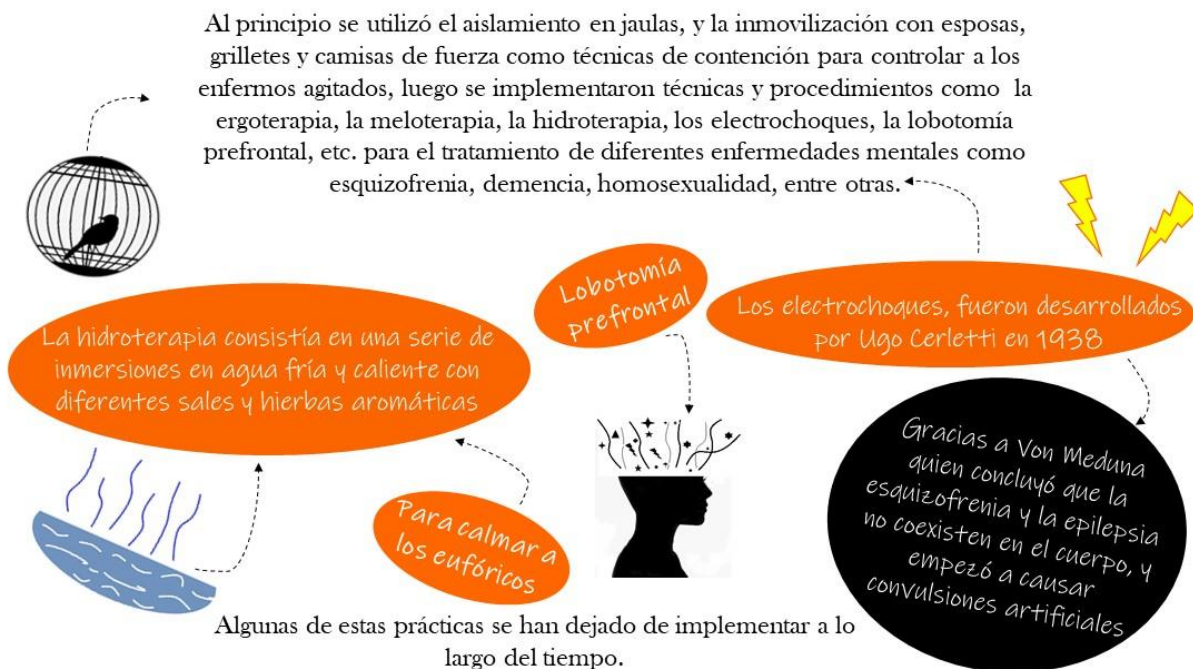 Al principio se utilizó el aislamiento en jaulas, y la inmovilización con esposas,
grilletes y camisas de fuerza como técnicas de contención para controlar a los
enfermos agitados, luego se implementaron técnicas y procedimientos como la
ergoterapia, la meloterapia, la hidroterapia, los electrochoques, la lobotomía
prefrontal, etc. para el tratamiento de diferentes enfermedades mentales como
esquizofrenia, demencia, homosexualidad, entre otras.
La hidroterapia consistía en una serie de
inmersiones en agua fría y caliente con
diferentes sales y hierbas aromáticas
Lobotomía
prefrontal
Los electrochoques, fueron desarrollados
por Ugo Cerletti en 1938
Para calmar a
los eufóricos
Gracias a Von Meduna
quien concluyó que la
esquizofrenia y la epilepsia
no coexisten en el cuerpo, y
empezó a causar
convulsiones artificiales
Algunas de estas prácticas se han dejado de implementar a lo
largo del tiempo.